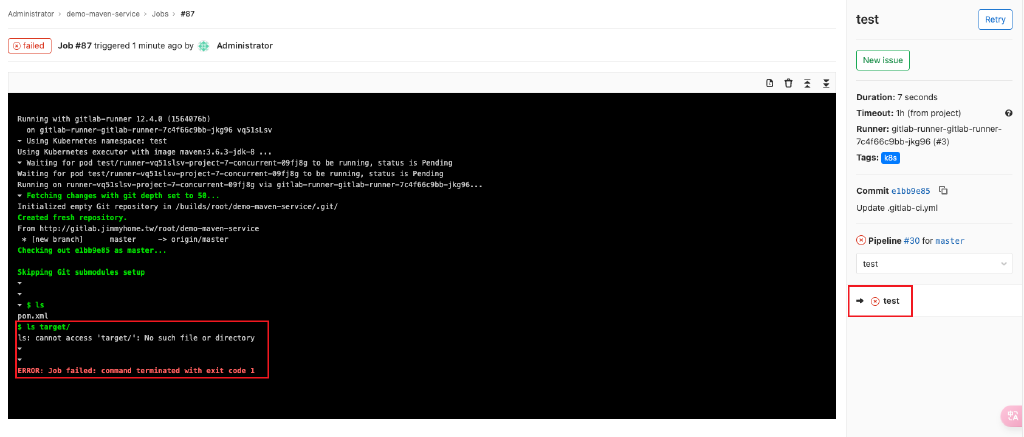 Administrator › demo-maven-service › Jobs › #87
failed Job #87 triggered 1 minute ago by Administrator
Running with gitlab-runner 12.4.0 (1564076b)
on gitlab-runner-gitlab-runner-7c4f66c9bb-jkg96 vq51sLsv
Using Kubernetes namespace: test
Using Kubernetes executor with image maven:3.6.3-jdk-8 ...
Waiting for pod test/runner-vq51slsv-project-7-concurrent-09fj8g to be running, status is Pending
Waiting for pod test/runner-vq51slsv-project-7-concurrent-09fj8g to be running, status is Pending
Running on runner-vq51slsv-project-7-concurrent-09fj8g via gitlab-runner-gitlab-runner-7c4f66c9bb-jkg96...
Fetching changes with git depth set to 50...
Initialized empty Git repository in /builds/root/demo-maven-service/.git/
Created fresh repository.
From http://gitlab.jimmyhome.tw/root/demo-maven-service
* [new branch] master -> origin/master
Checking out e1bb9e85 as master...
Skipping Git submodules setup
$ ls
pom.xml
$ ls target/
ls: cannot access 'target/': No such file or directory
ERROR: Job failed: command terminated with exit code 1
test
Retry
New issue
Duration: 7 seconds
Timeout: 1h (from project)
Runner: gitlab-runner-gitlab-runner-
7c4f66c9bb-jkg96 (#3)
Tags: k8s
Commit e1bb9e85
Update .gitlab-ci.yml
Pipeline #30 for master
test
test